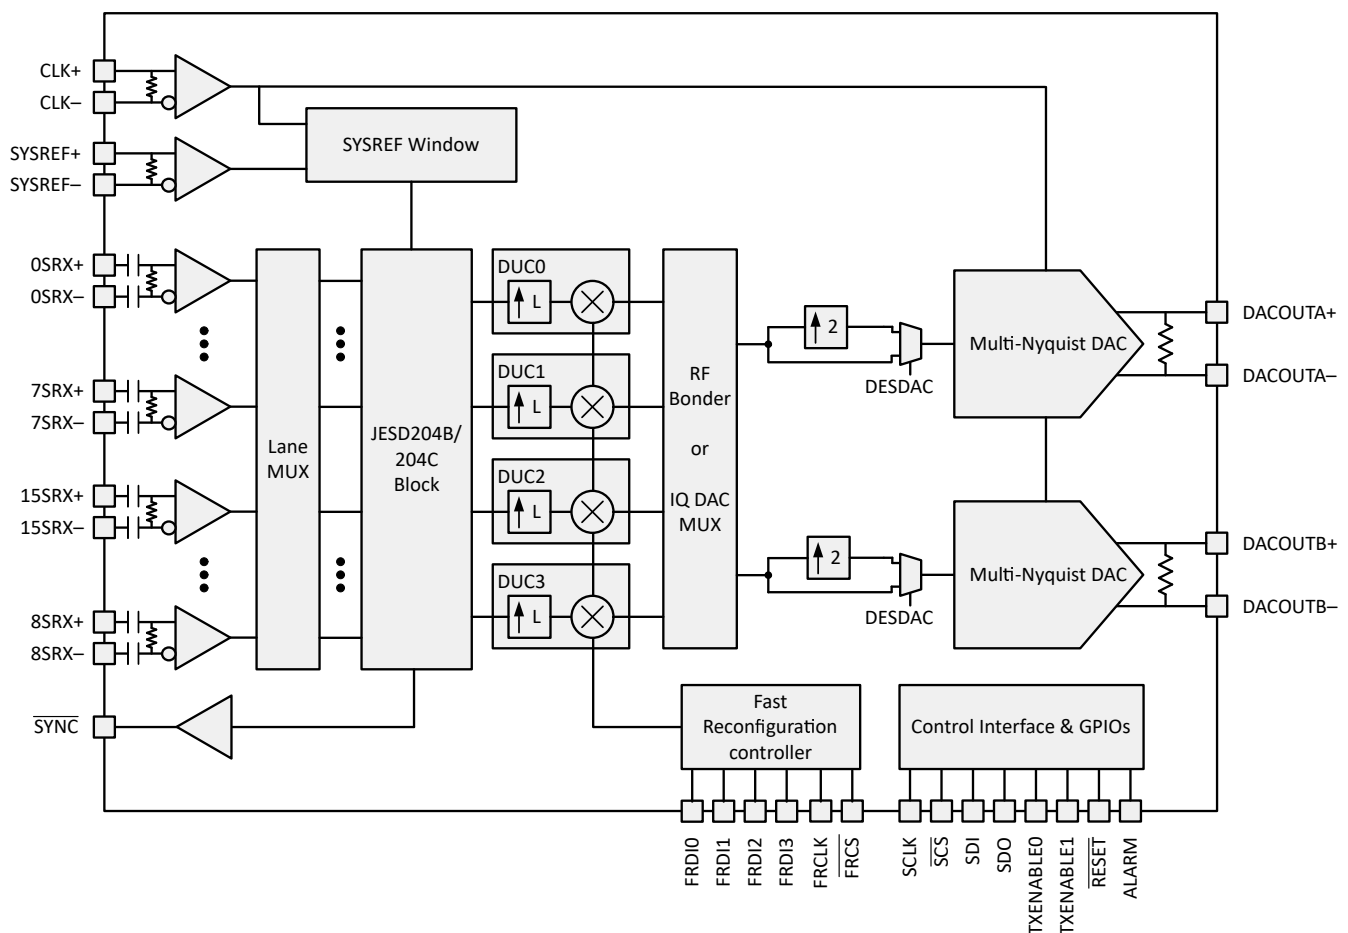 CLK+
CLK–
SYSREF+
SYSREF–
SYSREF Window
0SRX+
0SRX–
7SRX+
7SRX–
15SRX+
15SRX–
8SRX+
8SRX–
SYNC
Lane
MUX
JESD204B/
204C
Block
DUC0
L
DUC1
L
DUC2
L
DUC3
L
RF
Bonder
or
IQ DAC
MUX
2
DESDAC
Multi-Nyquist DAC
DACOUTA+
DACOUTA–
2
DESDAC
Multi-Nyquist DAC
DACOUTB+
DACOUTB–
Fast
Reconfiguration
controller
Control Interface & GPIOs
FRDI0
FRDI1
FRDI2
FRDI3
FRCLK
FRCS
SCLK
SCS
SDI
SDO
TXENABLE0
TXENABLE1
RESET
ALARM